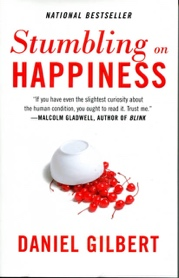 NATIONAL BESTSELLER
Stumbling on
HAPPINESS
"If you have even the slightest curiosity about
the human condition, you ought to read it. Trust me."
—MALCOLM GLADWELL, AUTHOR OF BLINK
DANIEL GILBERT